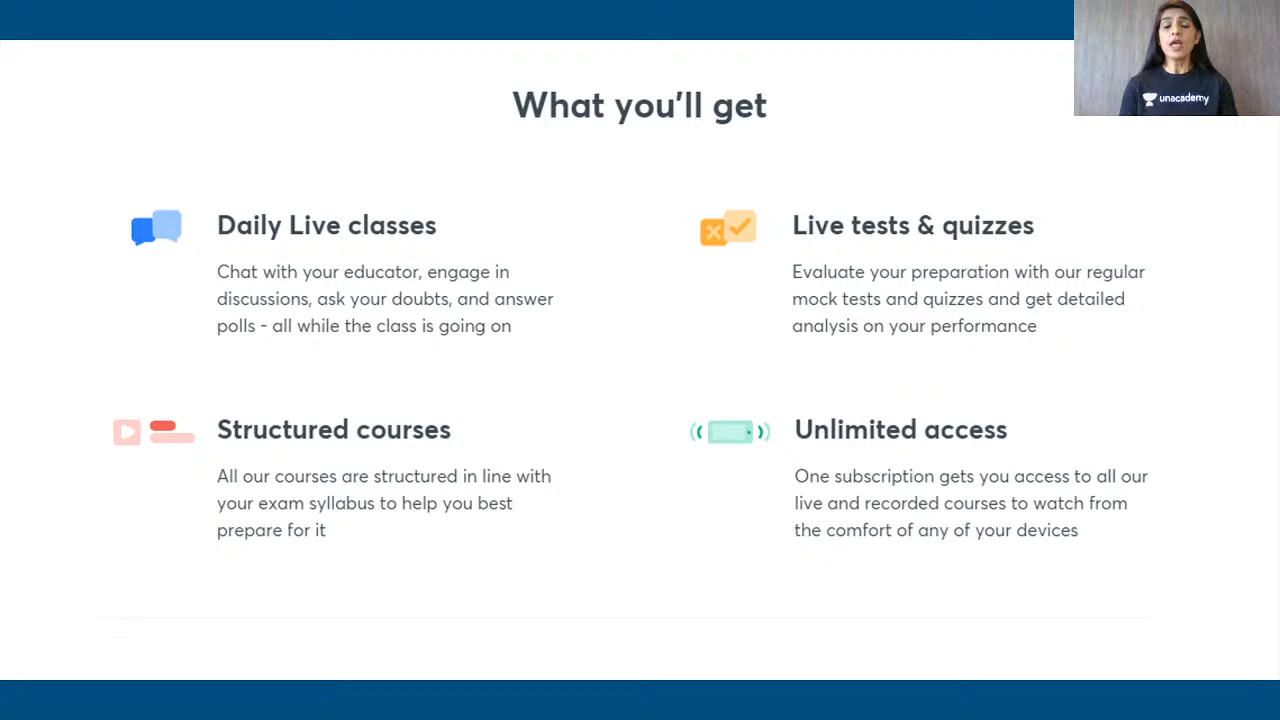 What you'll get
unacademy
Daily Live classes
Chat with your educator, engage in
discussions, ask your doubts, and answer
polls - all while the class is going on
Live tests & quizzes
Evaluate your preparation with our regular
mock tests and quizzes and get detailed
analysis on your performance
Structured courses
All our courses are structured in line with
your exam syllabus to help you best
prepare for it
Unlimited access
One subscription gets you access to all our
live and recorded courses to watch from
the comfort of any of your devices